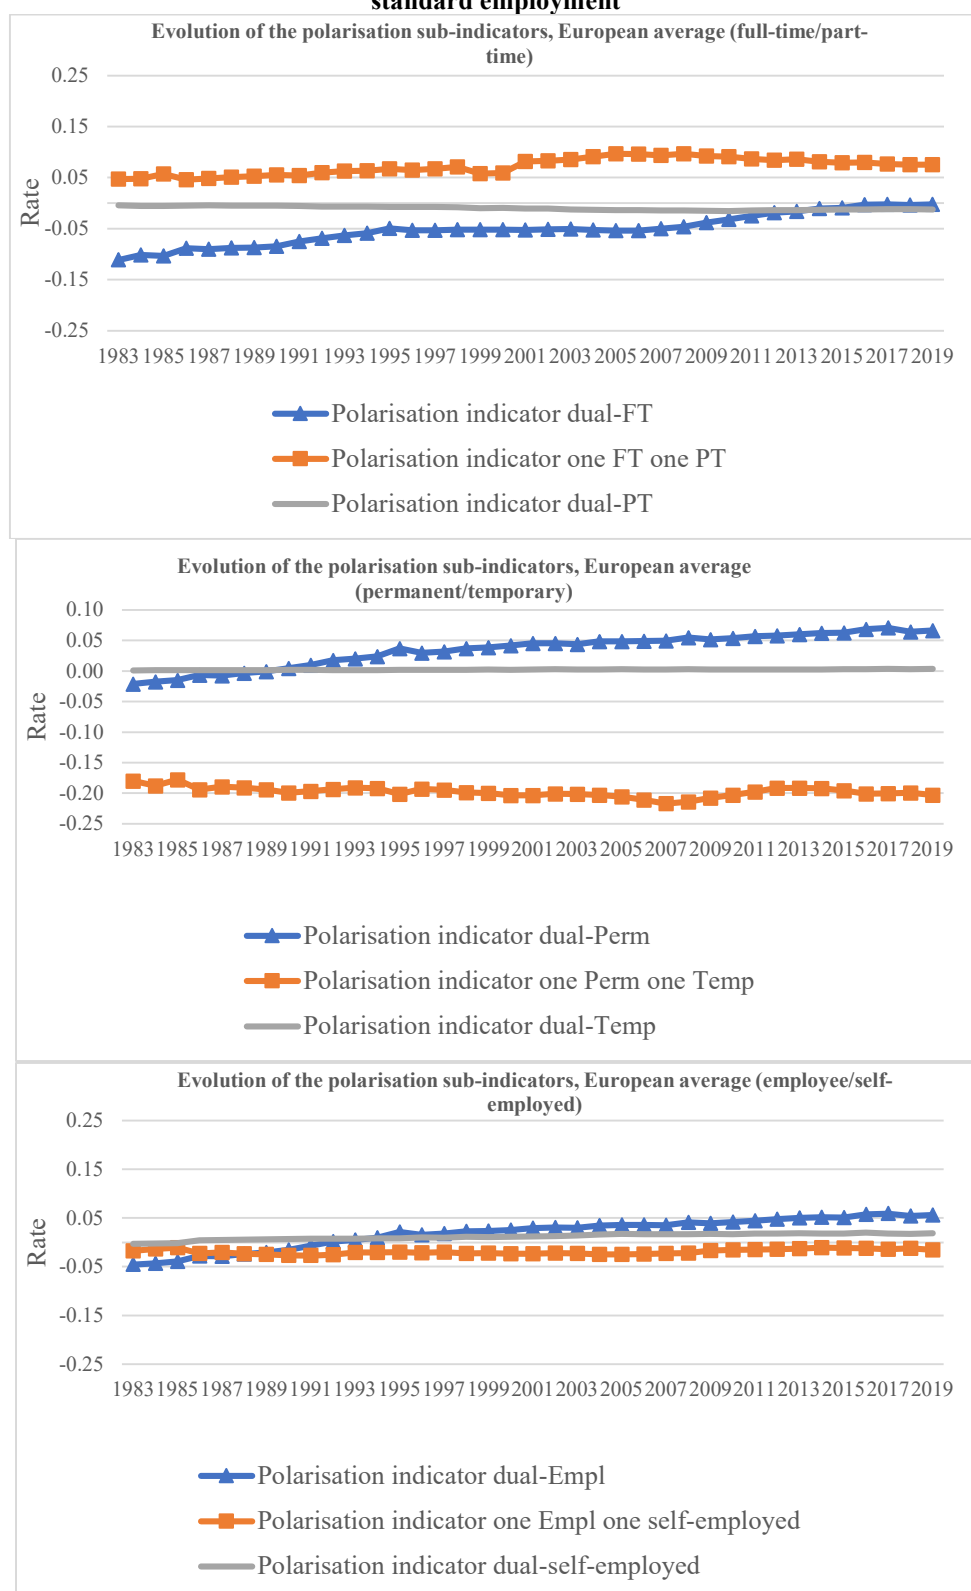 standard employment
Evolution of the polarisation sub-indicators, European average (full-time/part-
time)
0.25
0.15
0.05
-0.05
-0.15
-0.25
Rate
1983 1985 1987 1989 1991 1993 1995 1997 1999 2001 2003 2005 2007 2009 2011 2013 2015 2017 2019
Polarisation indicator dual-FT
Polarisation indicator one FT one PT
Polarisation indicator dual-PT
Evolution of the polarisation sub-indicators, European average
(permanent/temporary)
0.10
0.05
0.00
-0.05
-0.10
-0.15
-0.20
-0.25
Rate
1983 1985 1987 1989 1991 1993 1995 1997 1999 2001 2003 2005 2007 2009 2011 2013 2015 2017 2019
Polarisation indicator dual-Perm
Polarisation indicator one Perm one Temp
Polarisation indicator dual-Temp
Evolution of the polarisation sub-indicators, European average (employee/self-
employed)
0.25
0.15
0.05
-0.05
-0.15
-0.25
Rate
1983 1985 1987 1989 1991 1993 1995 1997 1999 2001 2003 2005 2007 2009 2011 2013 2015 2017 2019
Polarisation indicator dual-Empl
Polarisation indicator one Empl one self-employed
Polarisation indicator dual-self-employed